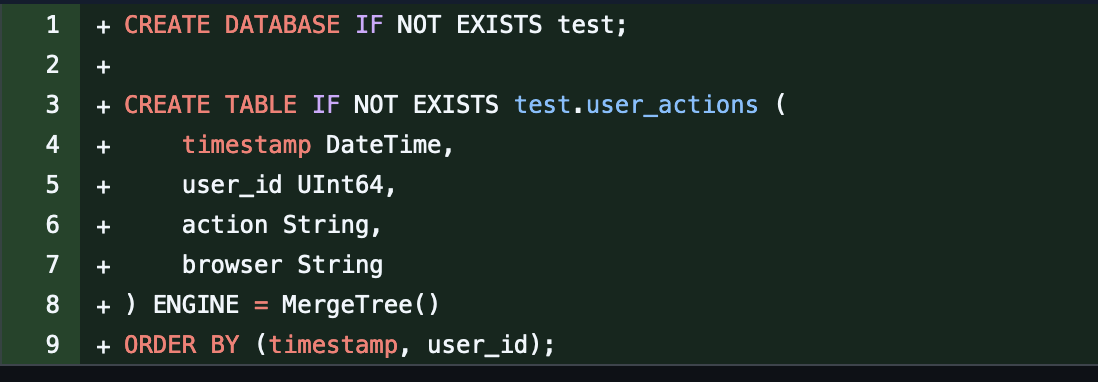 1 + CREATE DATABASE IF NOT EXISTS test;
2 +
3 + CREATE TABLE IF NOT EXISTS test.user_actions (
4 +     timestamp DateTime,
5 +     user_id UInt64,
6 +     action String,
7 +     browser String
8 + ) ENGINE = MergeTree()
9 + ORDER BY (timestamp, user_id);